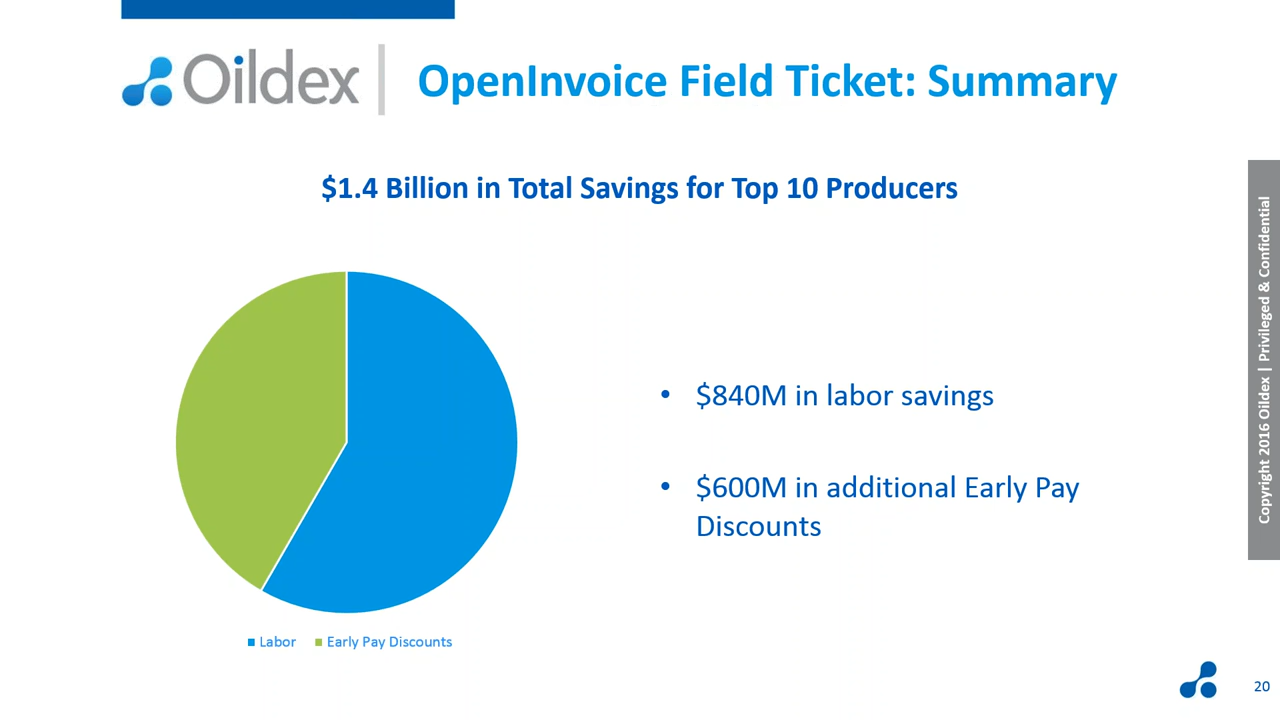 Oildex
OpenInvoice Field Ticket: Summary
$1.4 Billion in Total Savings for Top 10 Producers
• $840M in labor savings
• $600M in additional Early Pay
Discounts
Labor
Early Pay Discounts
Copyright 2016 Oildex | Privileged & Confidential
20